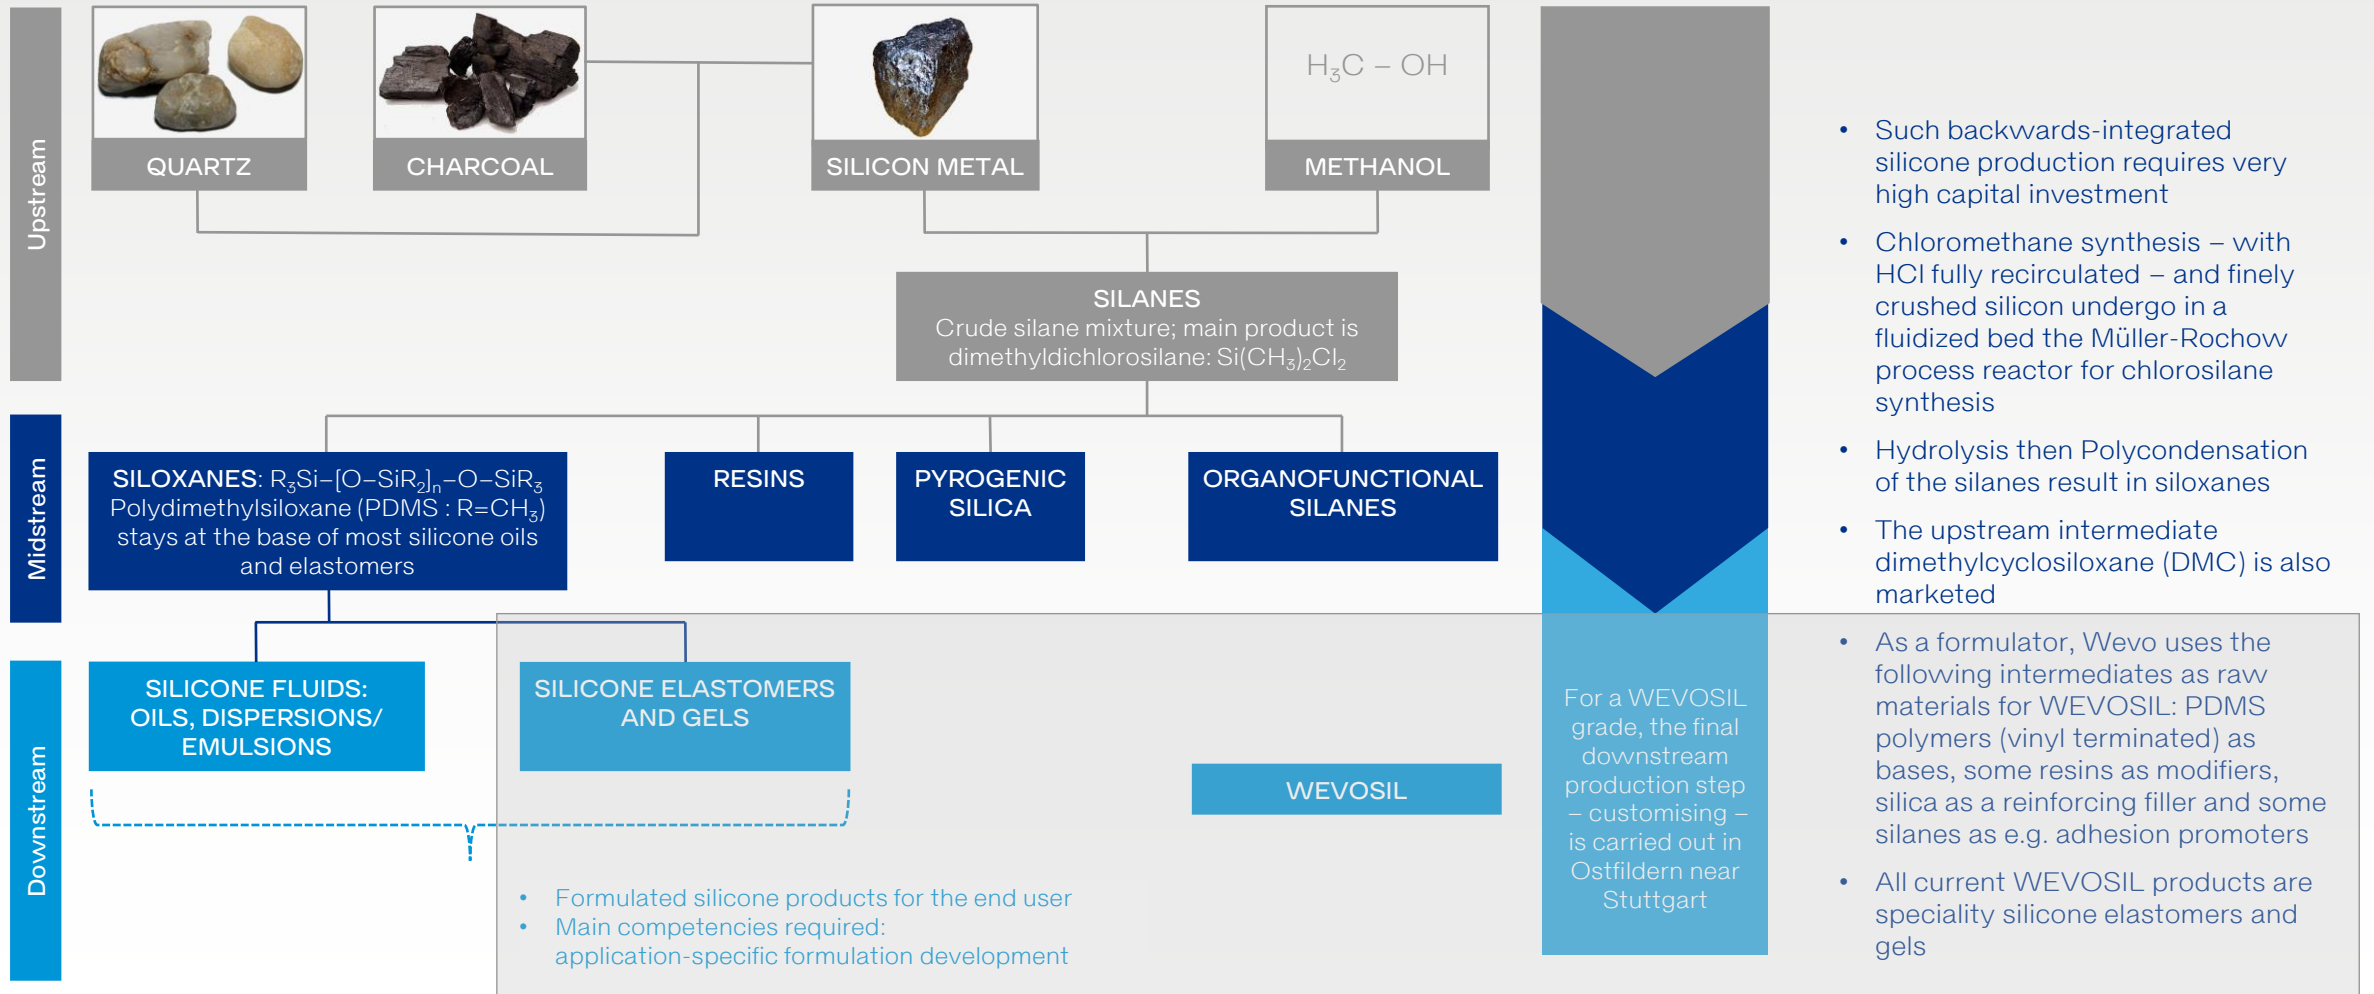 Upstream
QUARTZ
CHARCOAL
SILICON METAL
H₃C – OH
METHANOL
SILANES
Crude silane mixture; main product is
dimethyldichlorosilane: Si(CH₃)₂Cl₂
Midstream
SILOXANES: R₃Si–[O–SiR₂]ₙ–O–SiR₃
Polydimethylsiloxane (PDMS : R=CH₃)
stays at the base of most silicone oils
and elastomers
RESINS
PYROGENIC
SILICA
ORGANOFUNCTIONAL
SILANES
Downstream
SILICONE FLUIDS:
OILS, DISPERSIONS/
EMULSIONS
SILICONE ELASTOMERS
AND GELS
WEVOSIL
• Formulated silicone products for the end user
• Main competencies required:
application-specific formulation development
For a WEVOSIL
grade, the final
downstream
production step
– customising –
is carried out in
Ostfildern near
Stuttgart
• Such backwards-integrated
silicone production requires very
high capital investment
• Chloromethane synthesis – with
HCl fully recirculated – and finely
crushed silicon undergo in a
fluidized bed the Müller-Rochow
process reactor for chlorosilane
synthesis
• Hydrolysis then Polycondensation
of the silanes result in siloxanes
• The upstream intermediate
dimethylcyclosiloxane (DMC) is also
marketed
• As a formulator, Wevo uses the
following intermediates as raw
materials for WEVOSIL: PDMS
polymers (vinyl terminated) as
bases, some resins as modifiers,
silica as a reinforcing filler and some
silanes as e.g. adhesion promoters
• All current WEVOSIL products are
speciality silicone elastomers and
gels